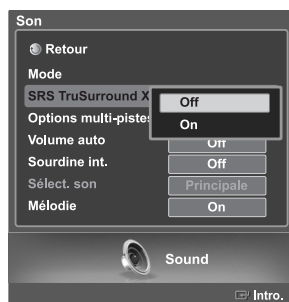 Son
Retour
Mode
SRS TruSurround X
Off
On
Options multi-pistes
Volume auto
Off
Sourdine int.
Off
Sélect. son
Principale
Mélodie
On
Sound
Intro.